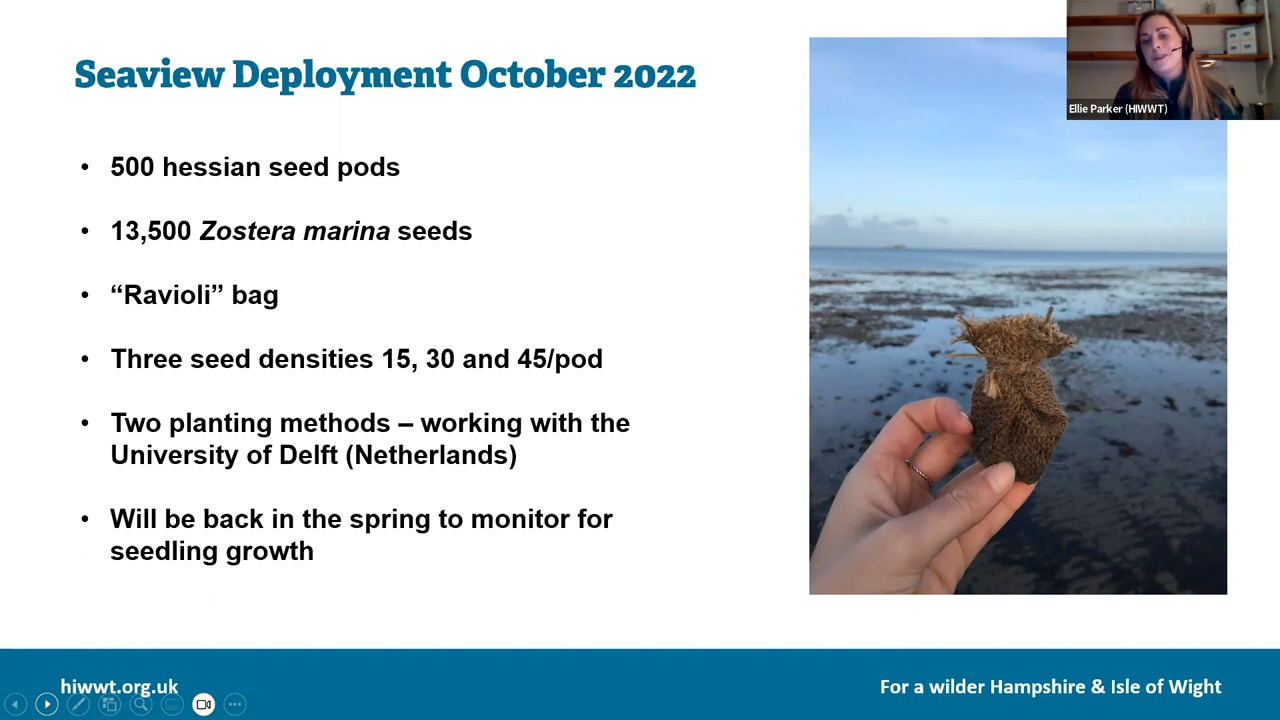 Seaview Deployment October 2022
Ellie Parker (HIWWT)
• 500 hessian seed pods
• 13,500 Zostera marina seeds
• “Ravioli” bag
• Three seed densities 15, 30 and 45/pod
• Two planting methods – working with the
University of Delft (Netherlands)
• Will be back in the spring to monitor for
seedling growth
hiwwt.org.uk
For a wilder Hampshire & Isle of Wight